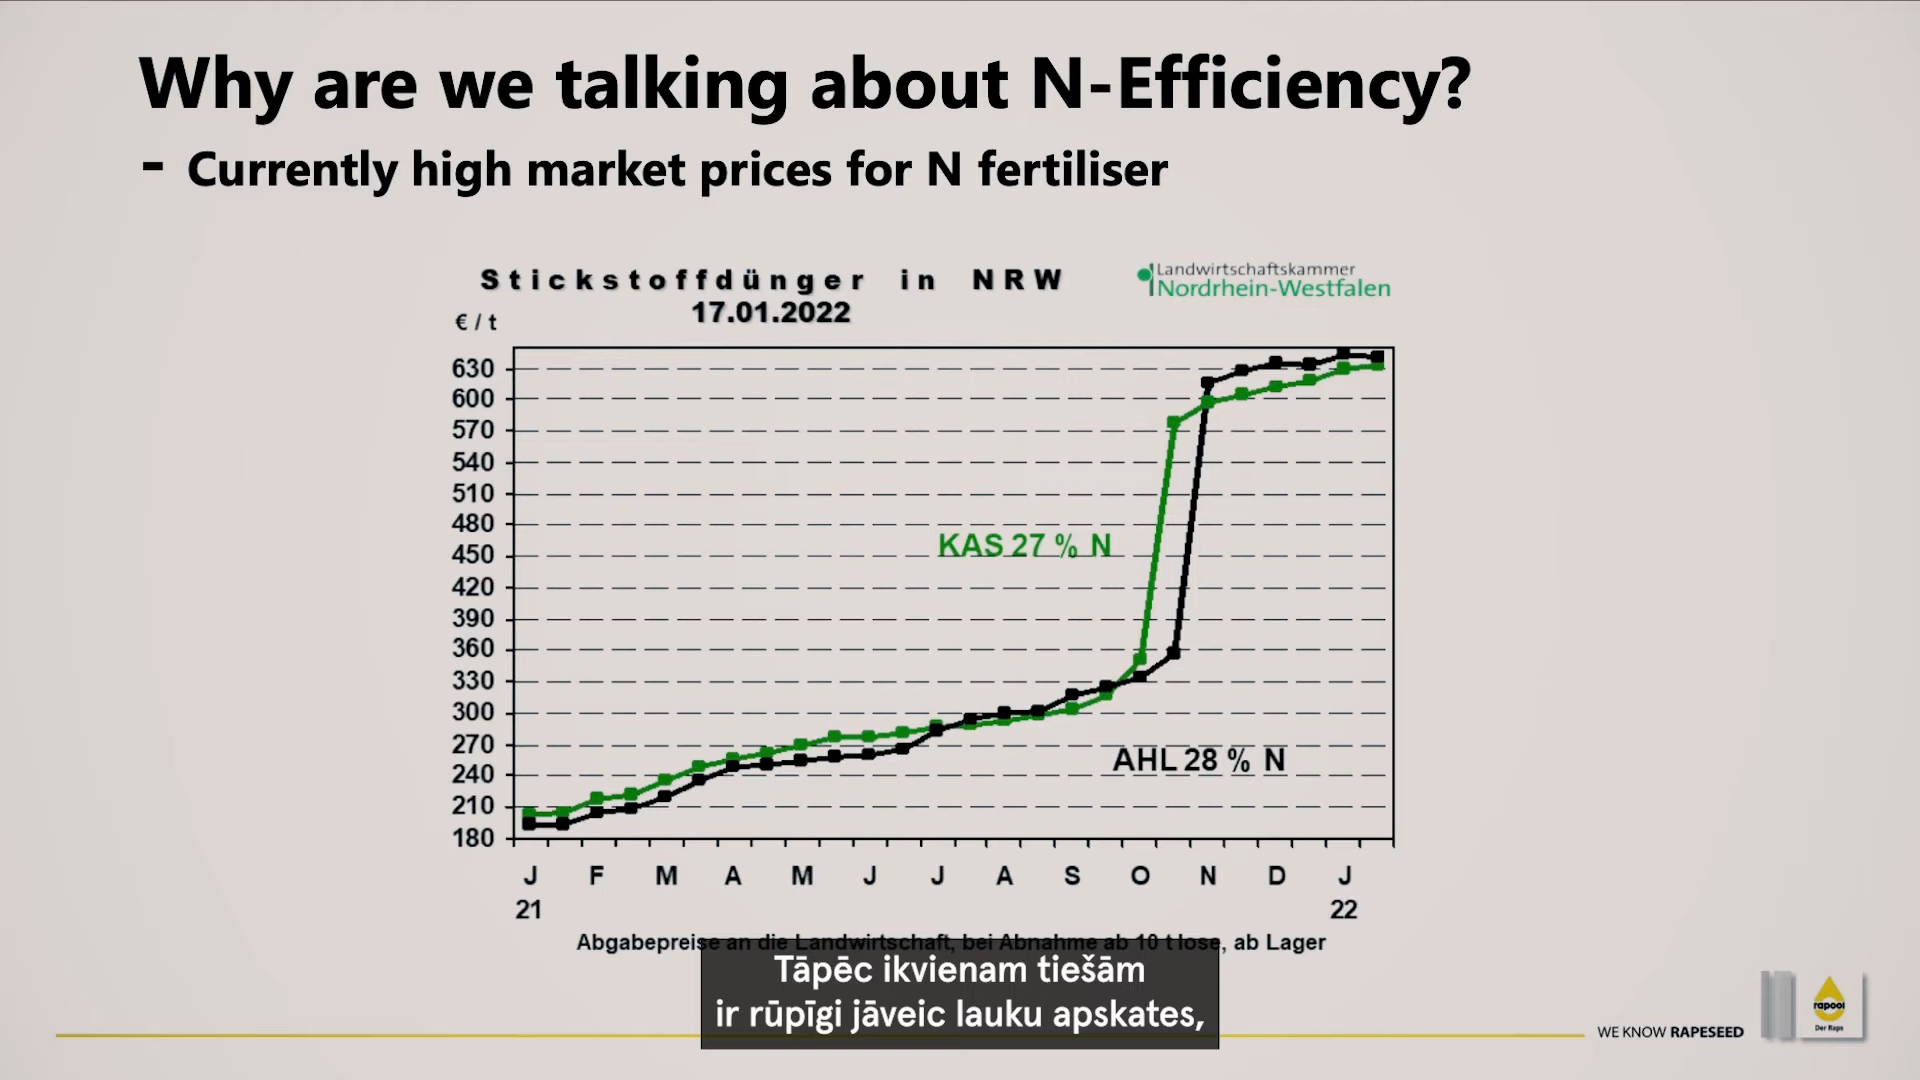 Why are we talking about N-Efficiency?
- Currently high market prices for N fertiliser
Stickstoffdünger in NRW
17.01.2022
Landwirtschaftskammer
Nordrhein-Westfalen
€ / t
630
600
570
540
510
480
450
420
390
360
330
300
270
240
210
180
KAS 27 % N
AHL 28 % N
J F M A M J J A S O N D J
21 22
Abgabepreise an die Landwirtschaft, bei Abnahme ab 10 t lose, ab Lager
Tāpēc ikvienam tiešām
ir rūpīgi jāveic lauku apskates,
WE KNOW RAPESEED
rapool
Der Raps